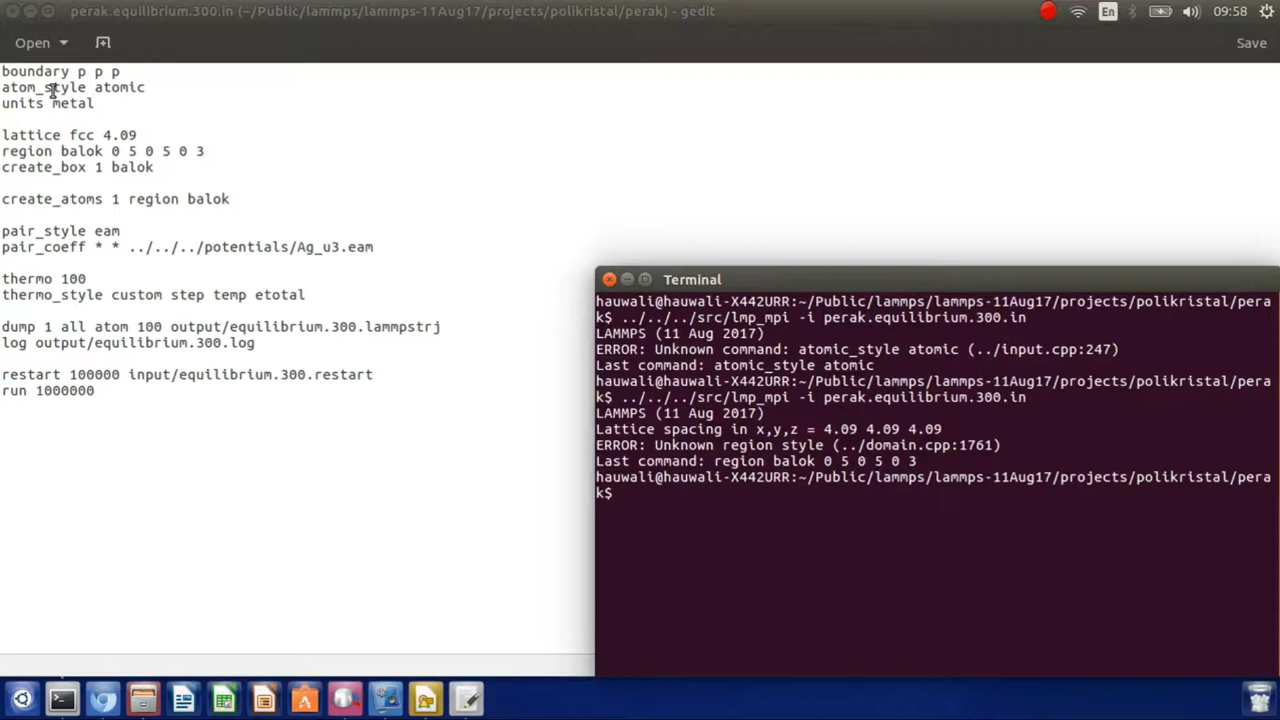 perak.equilibrium.300.in (~/Public/lammps/lammps-11Aug17/projects/polikristal/perak) - gedit
En
09:58
Open
Save
boundary p p p
atom_style atomic
units metal
lattice fcc 4.09
region balok 0 5 0 5 0 3
create_box 1 balok
create_atoms 1 region balok
pair_style eam
pair_coeff * * ../../../potentials/Ag_u3.eam
thermo 100
thermo_style custom step temp etotal
dump 1 all atom 100 output/equilibrium.300.lammpstrj
log output/equilibrium.300.log
restart 100000 input/equilibrium.300.restart
run 1000000
Terminal
hauwali@hauwali-X442URR:~/Public/lammps/lammps-11Aug17/projects/polikristal/pera
k$ ../../../src/lmp_mpi -i perak.equilibrium.300.in
LAMMPS (11 Aug 2017)
ERROR: Unknown command: atomic_style atomic (../input.cpp:247)
Last command: atomic_style atomic
hauwali@hauwali-X442URR:~/Public/lammps/lammps-11Aug17/projects/polikristal/pera
k$ ../../../src/lmp_mpi -i perak.equilibrium.300.in
LAMMPS (11 Aug 2017)
Lattice spacing in x,y,z = 4.09 4.09 4.09
ERROR: Unknown region style (../domain.cpp:1761)
Last command: region balok 0 5 0 5 0 3
hauwali@hauwali-X442URR:~/Public/lammps/lammps-11Aug17/projects/polikristal/pera
k$